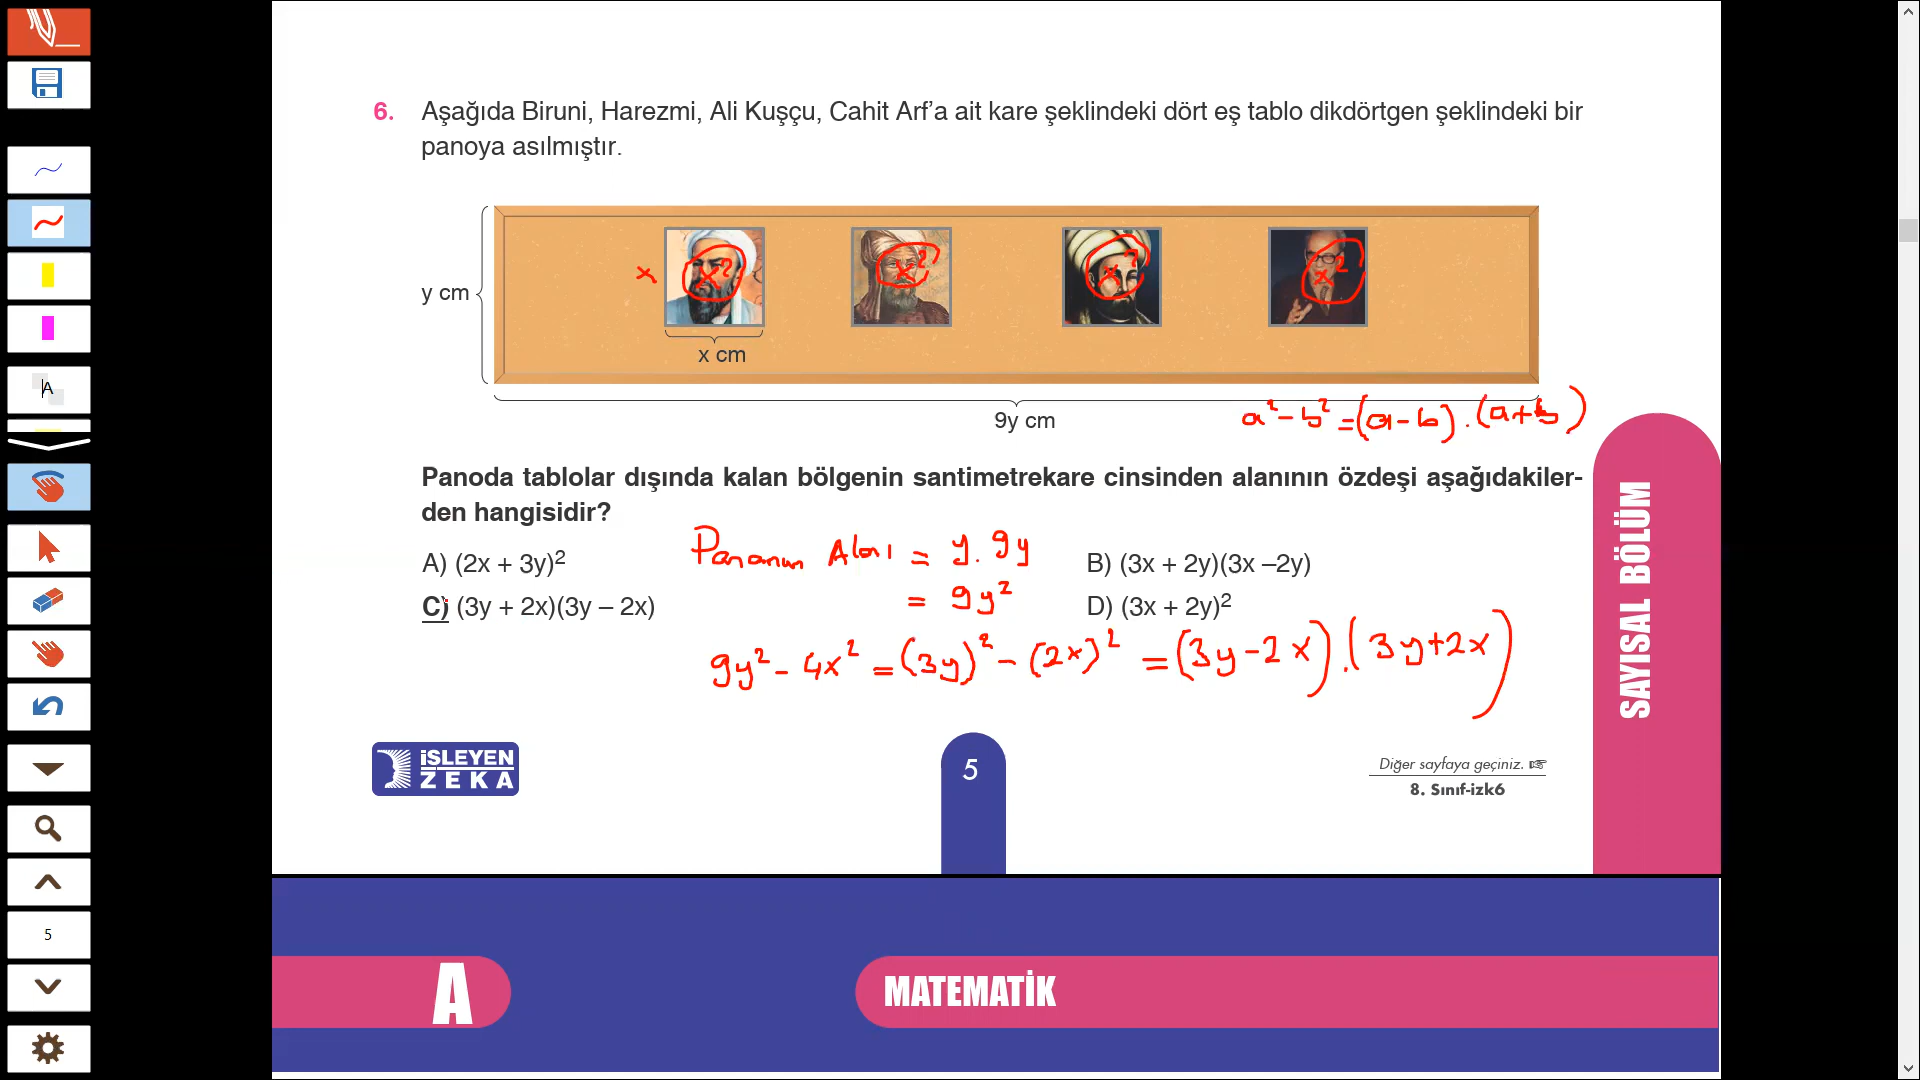 6. Aşağıda Biruni, Harezmi, Ali Kuşçu, Cahit Arf’a ait kare şeklindeki dört eş tablo dikdörtgen şeklindeki bir
panoya asılmıştır.
y cm
x
x²
x²
x²
x²
x cm
9y cm
a² - b² = (a - b) . (a + b)
Panoda tablolar dışında kalan bölgenin santimetrekare cinsinden alanının özdeşi aşağıdakiler-
den hangisidir?
Pananın Alanı = y. 9y
= 9y²
A) (2x + 3y)²
B) (3x + 2y)(3x –2y)
C) (3y + 2x)(3y – 2x)
D) (3x + 2y)²
9y² - 4x² = (3y)² - (2x)² = (3y - 2x) . (3y + 2x)
SAYISAL BÖLÜM
İŞLEYEN
ZEKA
5
Diğer sayfaya geçiniz. ☞
8. Sınıf-izk6
A
MATEMATİK
A
5